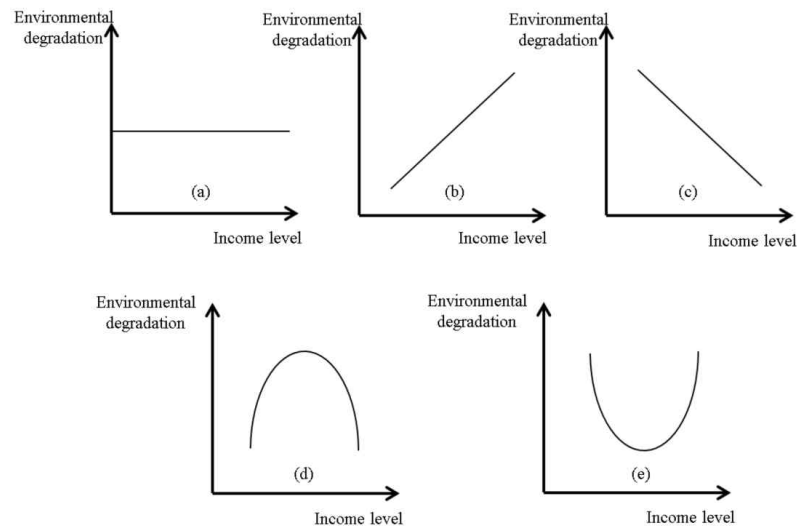 Environmental
degradation
(a)
Income level
Environmental
degradation
(b)
Income level
Environmental
degradation
(c)
Income level
Environmental
degradation
(d)
Income level
Environmental
degradation
(e)
Income level